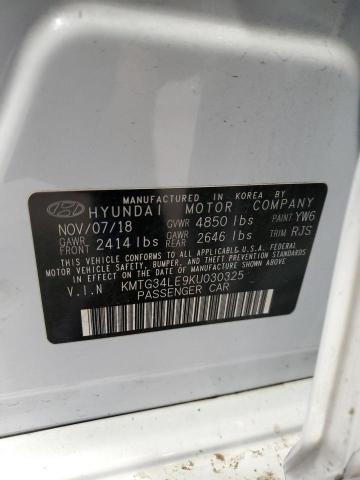 MANUFACTURED IN KOREA BY
HYUNDAI MOTOR COMPANY
NOV/07/18 GVWR 4850 lbs PAINT YW6
GAWR FRONT 2414 lbs GAWR REAR 2646 lbs TRIM RJS
THIS VEHICLE CONFORMS TO ALL APPLICABLE U.S.A. FEDERAL
MOTOR VEHICLE SAFETY, BUMPER, AND THEFT PREVENTION STANDARDS
IN EFFECT ON THE DATE OF MANUFACTURE SHOWN ABOVE.
V.I.N KMTG34LE9KU030325
PASSENGER CAR